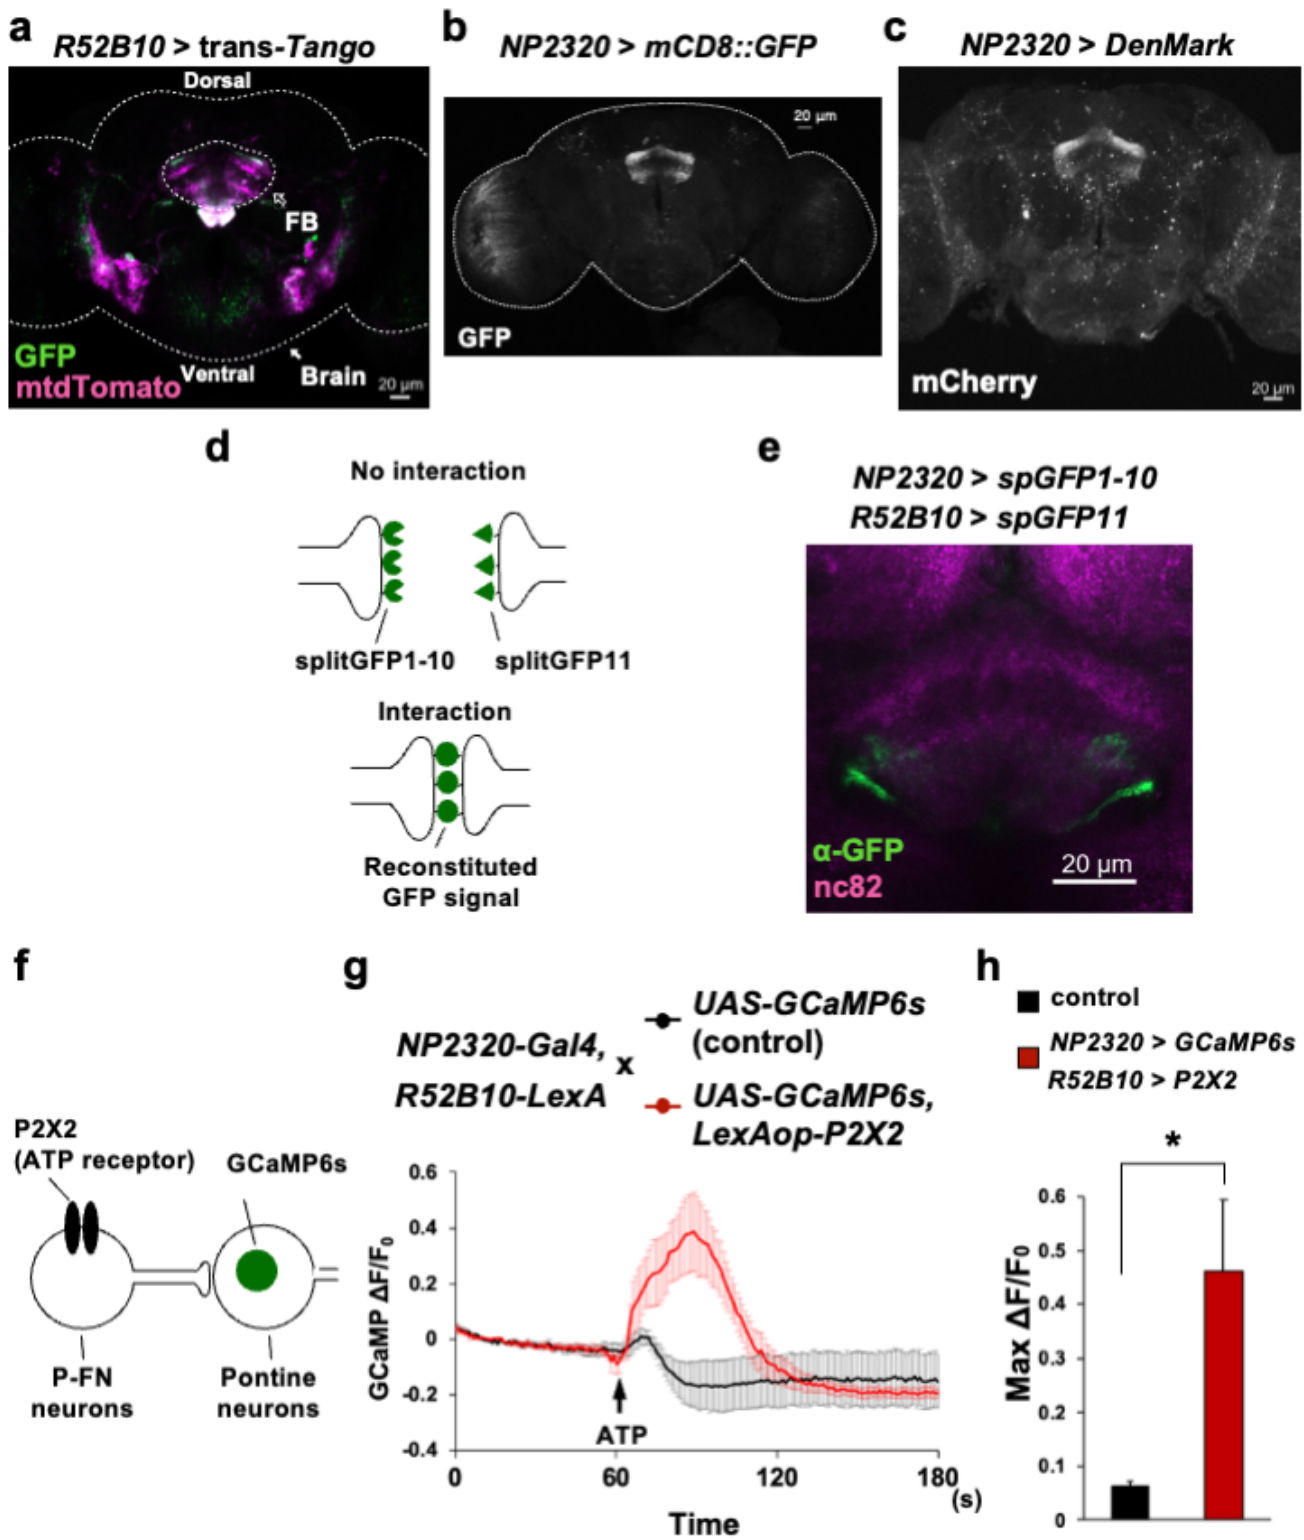 a
R52B10 > trans-Tango
Dorsal
FB
GFP
mtdTomato
Ventral
Brain
20 µm
b
NP2320 > mCD8::GFP
20 µm
GFP
c
NP2320 > DenMark
mCherry
20 µm
d
No interaction
splitGFP1-10
splitGFP11
Interaction
Reconstituted
GFP signal
e
NP2320 > spGFP1-10
R52B10 > spGFP11
α-GFP
nc82
20 µm
f
P2X2
(ATP receptor)
GCaMP6s
P-FN
neurons
Pontine
neurons
g
NP2320-Gal4,
R52B10-LexA
x
UAS-GCaMP6s
(control)
UAS-GCaMP6s,
LexAop-P2X2
GCaMP ΔF/F0
0.6
0.4
0.2
0
-0.2
-0.4
ATP
0
60
120
180
(s)
Time
h
control
NP2320 > GCaMP6s
R52B10 > P2X2
*
Max ΔF/F0
0.6
0.5
0.4
0.3
0.2
0.1
0